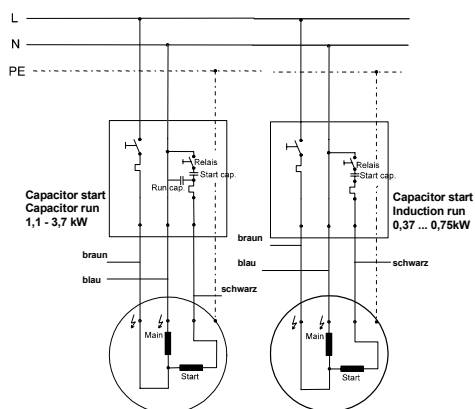 L
N
PE
Relais
Start cap.
Run cap.
Capacitor start
Capacitor run
1,1 - 3,7 kW
braun
blau
schwarz
Main
Start
Relais
Start cap.
Capacitor start
Induction run
0,37 ... 0,75kW
braun
blau
schwarz
Main
Start